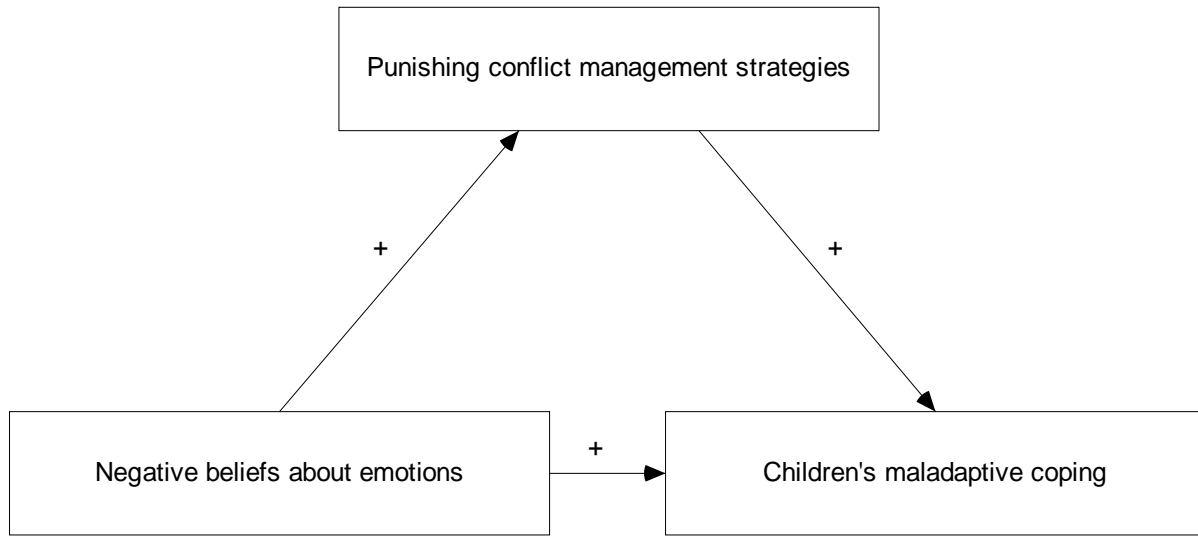 Punishing conflict management strategies
+
+
+
Negative beliefs about emotions
Children's maladaptive coping